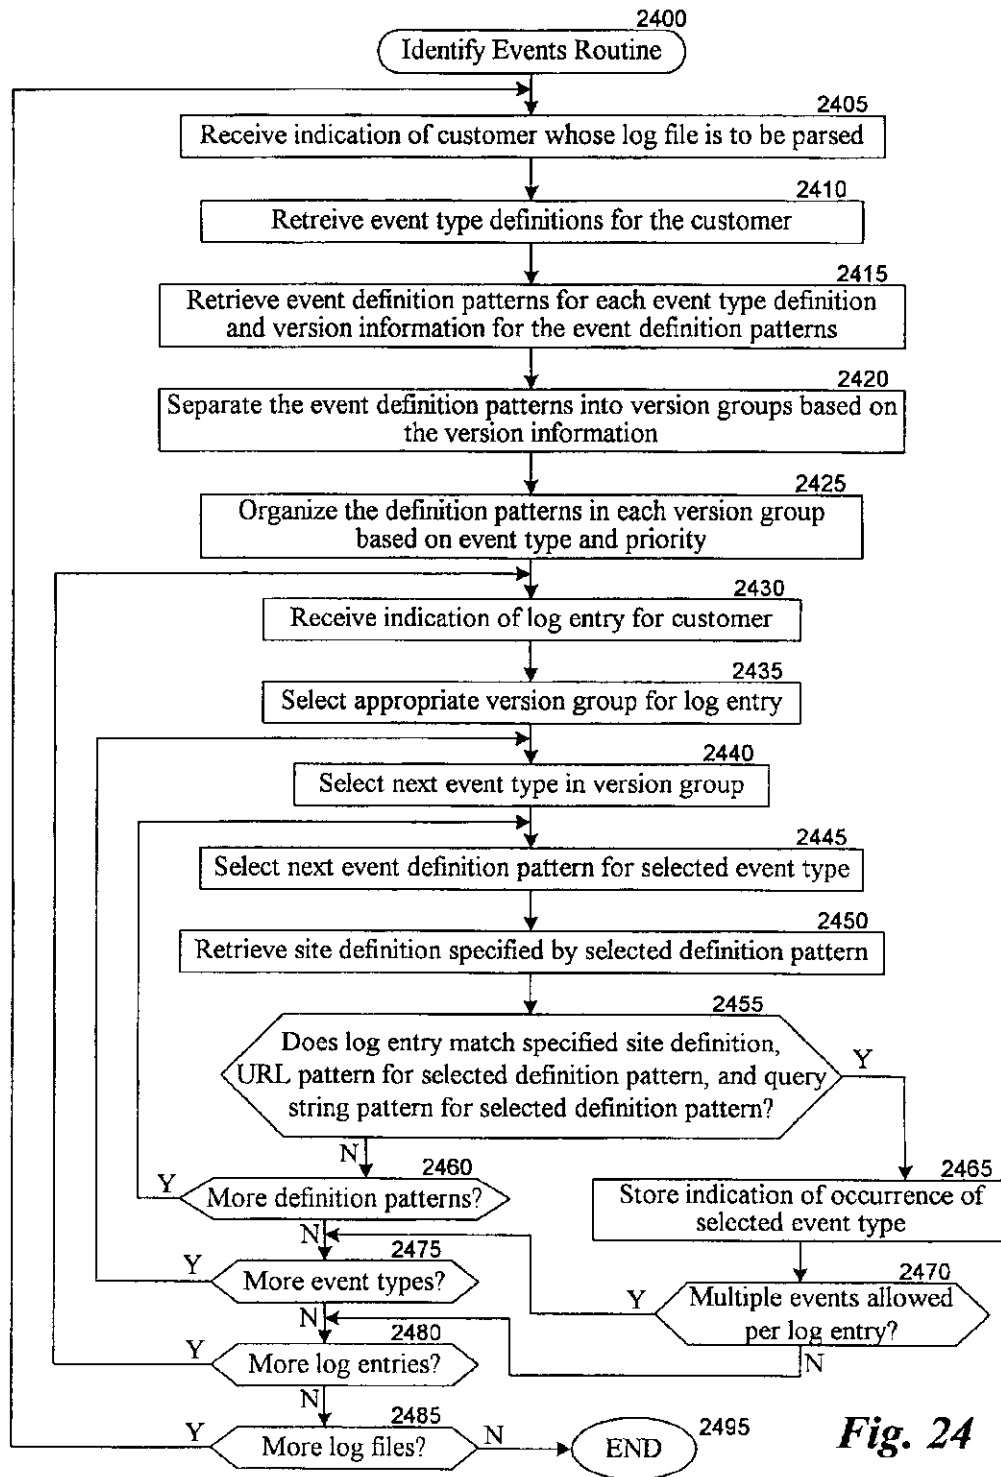 2400
Identify Events Routine
2405
Receive indication of customer whose log file is to be parsed
2410
Retreive event type definitions for the customer
2415
Retrieve event definition patterns for each event type definition
and version information for the event definition patterns
2420
Separate the event definition patterns into version groups based on
the version information
2425
Organize the definition patterns in each version group
based on event type and priority
2430
Receive indication of log entry for customer
2435
Select appropriate version group for log entry
2440
Select next event type in version group
2445
Select next event definition pattern for selected event type
2450
Retrieve site definition specified by selected definition pattern
2455
Does log entry match specified site definition,
URL pattern for selected definition pattern, and query
string pattern for selected definition pattern?
Y
N
2460
Y
More definition patterns?
2465
Store indication of occurrence of
selected event type
N
2475
Y
More event types?
2470
Y
Multiple events allowed
per log entry?
N
N
2480
Y
More log entries?
N
2485
Y
More log files?
N
END
2495
Fig. 24